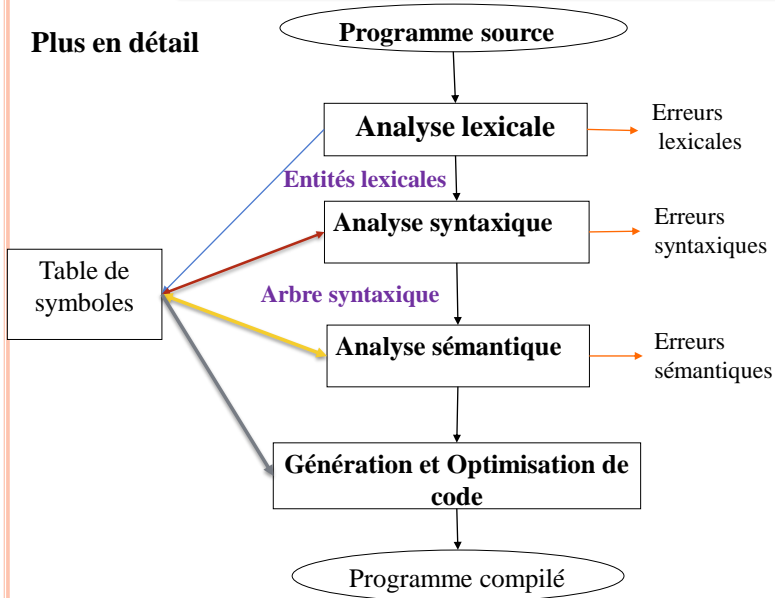 Plus en détail
Programme source
Analyse lexicale
Erreurs
lexicales
Entités lexicales
Analyse syntaxique
Erreurs
syntaxiques
Table de
symboles
Arbre syntaxique
Analyse sémantique
Erreurs
sémantiques
Génération et Optimisation de
code
Programme compilé